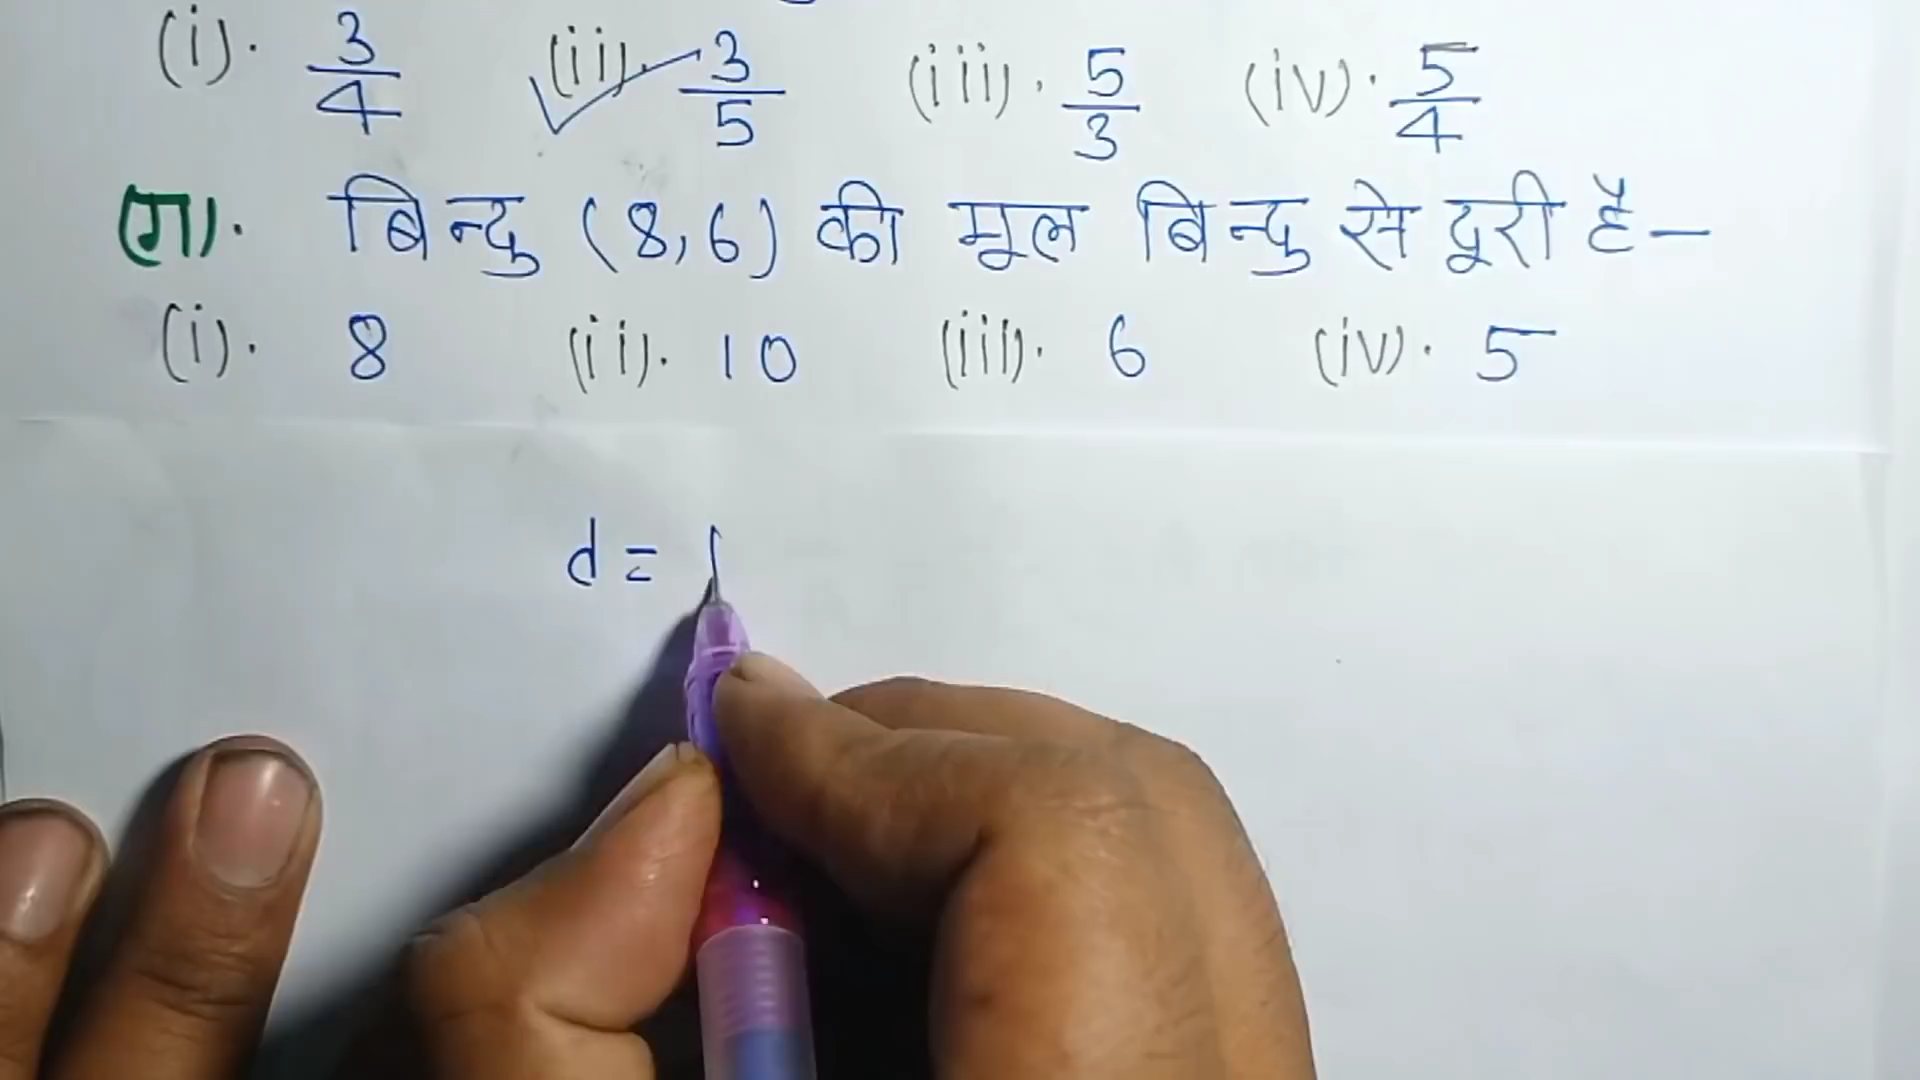 (i). 3/4 (ii). 3/5 (iii). 5/3 (iv). 5/4
(ग). बिन्दु (8,6) की मूल बिन्दु से दूरी है-
(i). 8 (ii). 10 (iii). 6 (iv). 5
d =